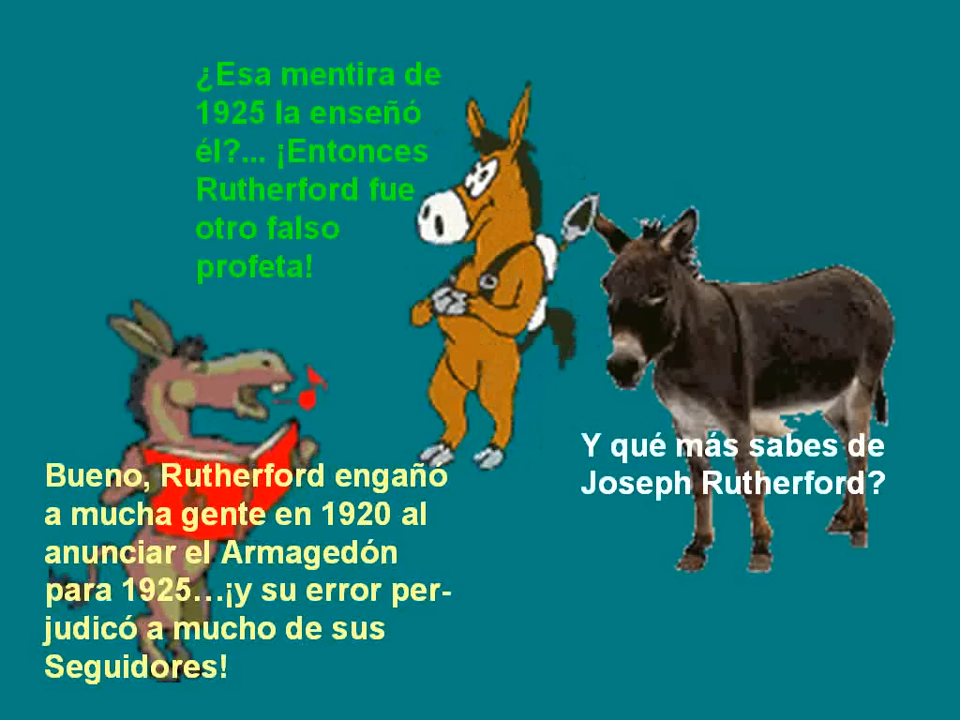 ¿Esa mentira de
1925 la enseñó
él?... ¡Entonces
Rutherford fue
otro falso
profeta!
Y qué más sabes de
Joseph Rutherford?
Bueno, Rutherford engañó
a mucha gente en 1920 al
anunciar el Armagedón
para 1925...¡y su error per-
judicó a mucho de sus
Seguidores!